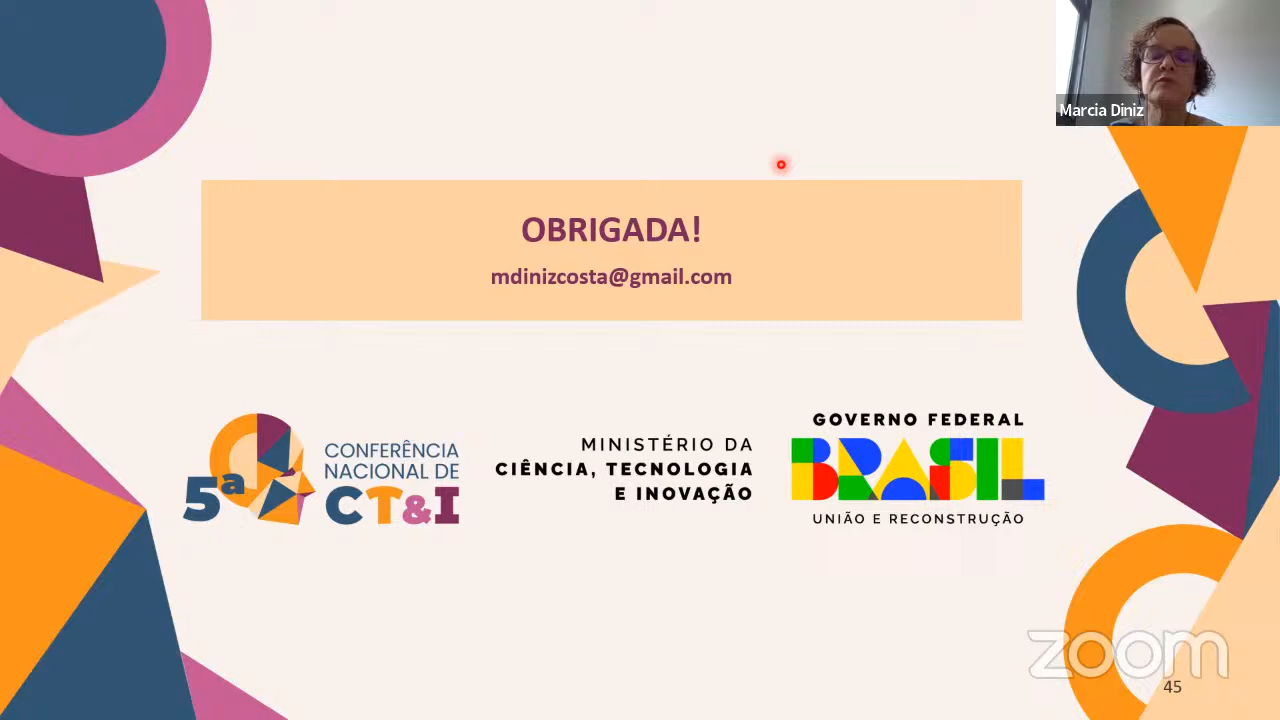 Marcia Diniz
OBRIGADA!
mdinizcosta@gmail.com
5ª
CONFERÊNCIA
NACIONAL DE
CT&I
MINISTÉRIO DA
CIÊNCIA, TECNOLOGIA
E INOVAÇÃO
GOVERNO FEDERAL
BRASIL
UNIÃO E RECONSTRUÇÃO
zoom
45